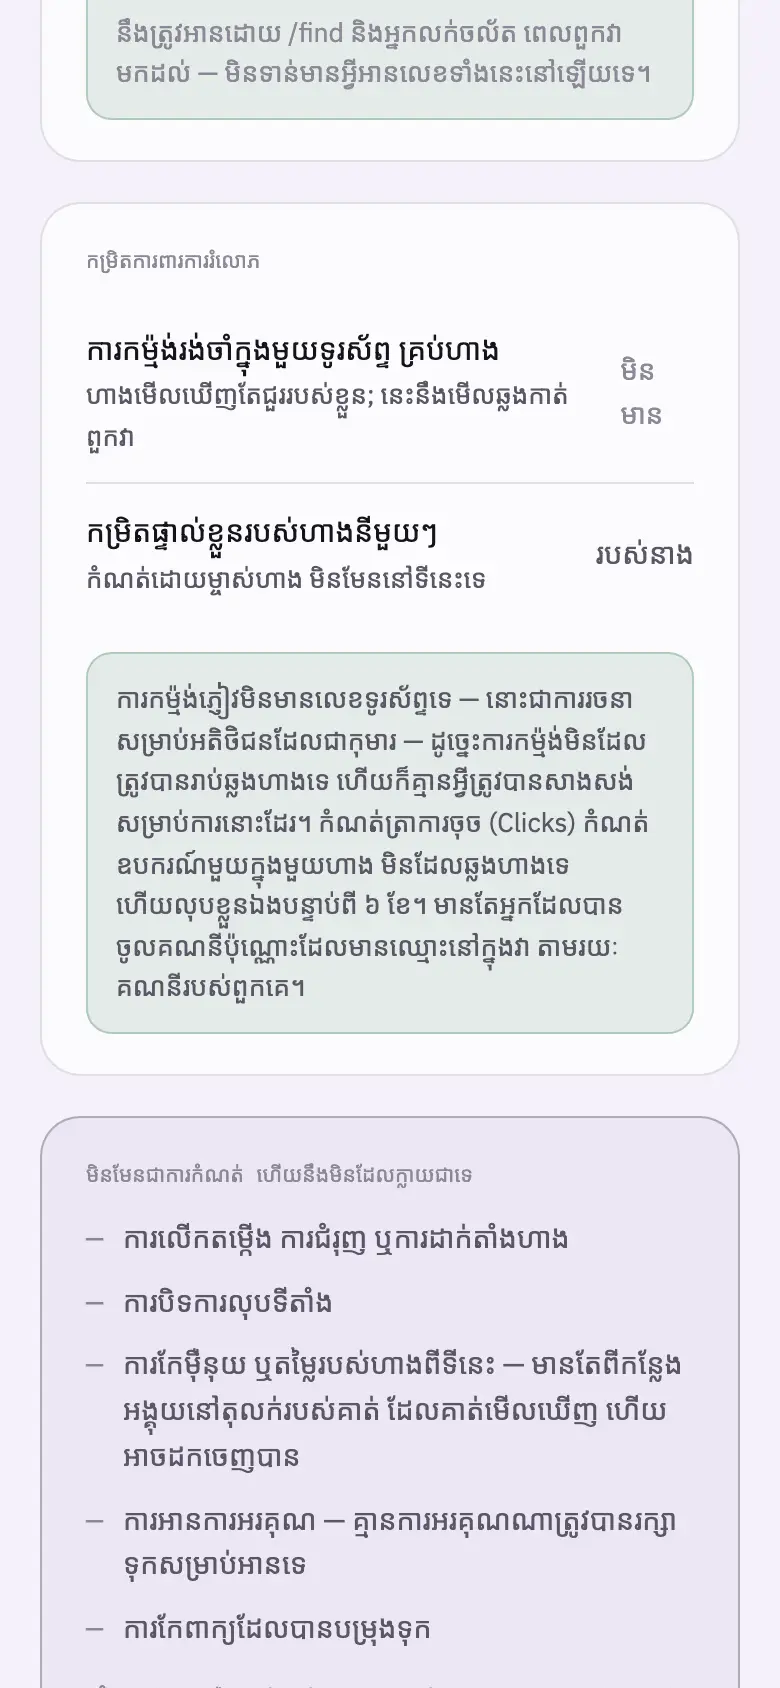 នឹងត្រូវអានដោយ /find និងអ្នកលក់ចល័ត ពេលពួកវា
មកដល់ — មិនទាន់មានអ្វីអានលេខទាំងនេះនៅឡើយទេ។
កម្រិតការពារការរំលោភ
ការកម្ម៉ង់រង់ចាំក្នុងមួយទូរស័ព្ទ គ្រប់ហាង
ហាងមើលឃើញតែជួររបស់ខ្លួន; នេះនឹងមើលឆ្លងកាត់
ពួកវា
មិន
មាន
កម្រិតផ្ទាល់ខ្លួនរបស់ហាងនីមួយៗ
កំណត់ដោយម្ចាស់ហាង មិនមែននៅទីនេះទេ
របស់នាង
ការកម្ម៉ង់ភ្ញៀវមិនមានលេខទូរស័ព្ទទេ — នោះជាការរចនា
សម្រាប់អតិថិជនដែលជាកុមារ — ដូច្នេះការកម្ម៉ង់មិនដែល
ត្រូវបានរាប់ឆ្លងហាងទេ ហើយក៏គ្មានអ្វីត្រូវបានសាងសង់
សម្រាប់ការនោះដែរ។ កំណត់ត្រាការចុច (Clicks) កំណត់
ឧបករណ៍មួយក្នុងមួយហាង មិនដែលឆ្លងហាងទេ
ហើយលុបខ្លួនឯងបន្ទាប់ពី ៦ ខែ។ មានតែអ្នកដែលបាន
ចូលគណនីប៉ុណ្ណោះដែលមានឈ្មោះនៅក្នុងវា តាមរយៈ
គណនីរបស់ពួកគេ។
មិនមែនជាការកំណត់ ហើយនឹងមិនដែលក្លាយជាទេ
— ការលើកតម្កើង ការជំរុញ ឬការដាក់តាំងហាង
— ការបិទការលុបទីតាំង
— ការកែម៉ឺនុយ ឬតម្លៃរបស់ហាងពីទីនេះ — មានតែពីកន្លែង
អង្គុយនៅតុលក់របស់គាត់ ដែលគាត់មើលឃើញ ហើយ
អាចដកចេញបាន
— ការអានការអរគុណ — គ្មានការអរគុណណាត្រូវបានរក្សា
ទុកសម្រាប់អានទេ
— ការកែពាក្យដែលបានបម្រុងទុក